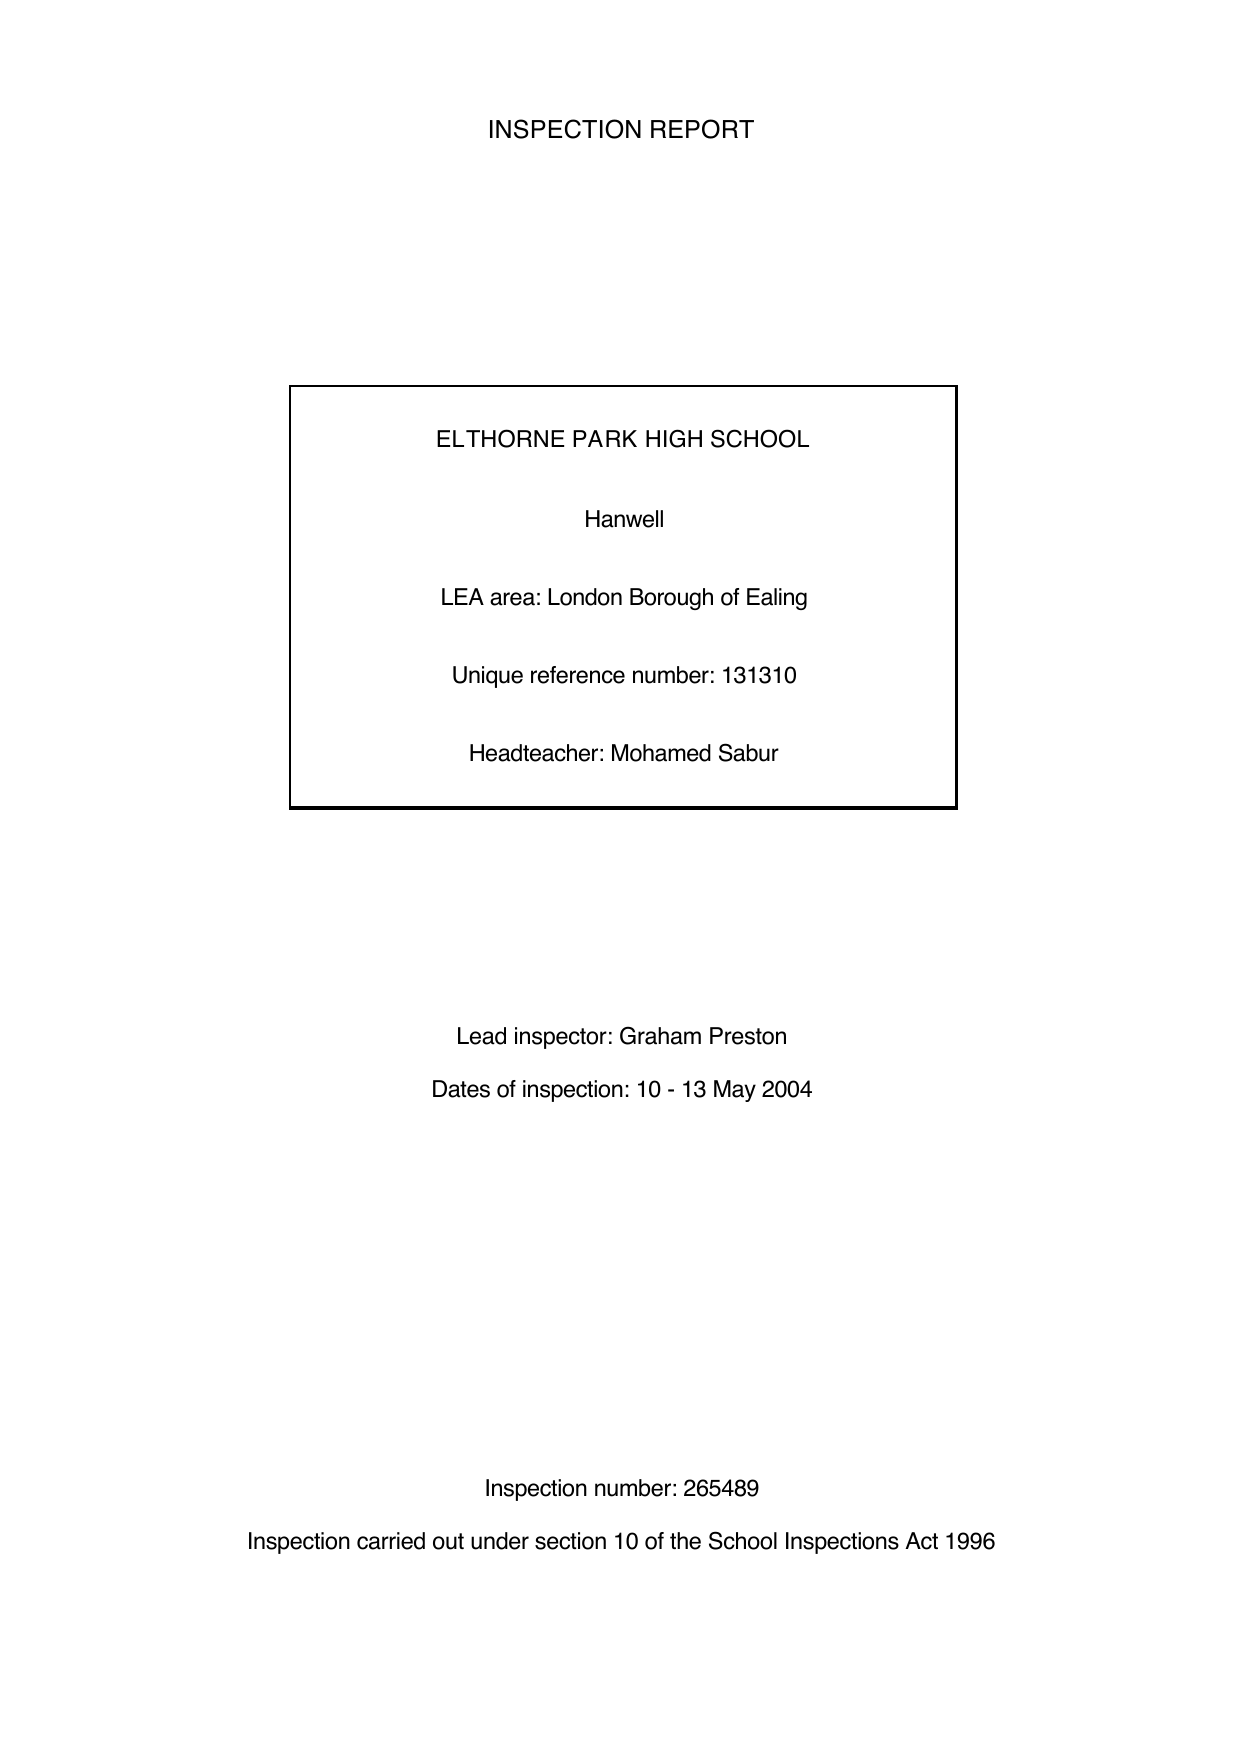 INSPECTION REPORT
ELTHORNE PARK HIGH SCHOOL
Hanwell
LEA area: London Borough of Ealing
Unique reference number: 131310
Headteacher: Mohamed Sabur
Lead inspector: Graham Preston
Dates of inspection: 10 - 13 May 2004
Inspection number: 265489
Inspection carried out under section 10 of the School Inspections Act 1996